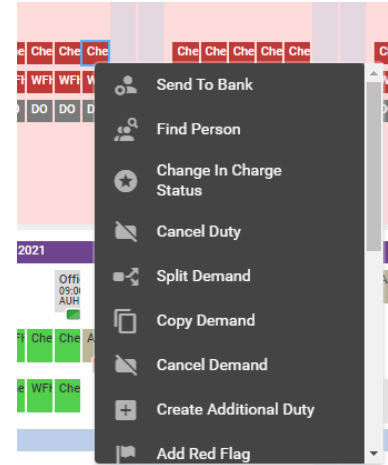 Che Che Che Che Che Che Che Che C
WFH WFH W
DO DO D
Send To Bank
Find Person
Change In Charge
Status
Cancel Duty
2021
Split Demand
Offi
09:00
AUH
Copy Demand
Che Che A
Cancel Demand
WFH Che
Create Additional Duty
Add Red Flag